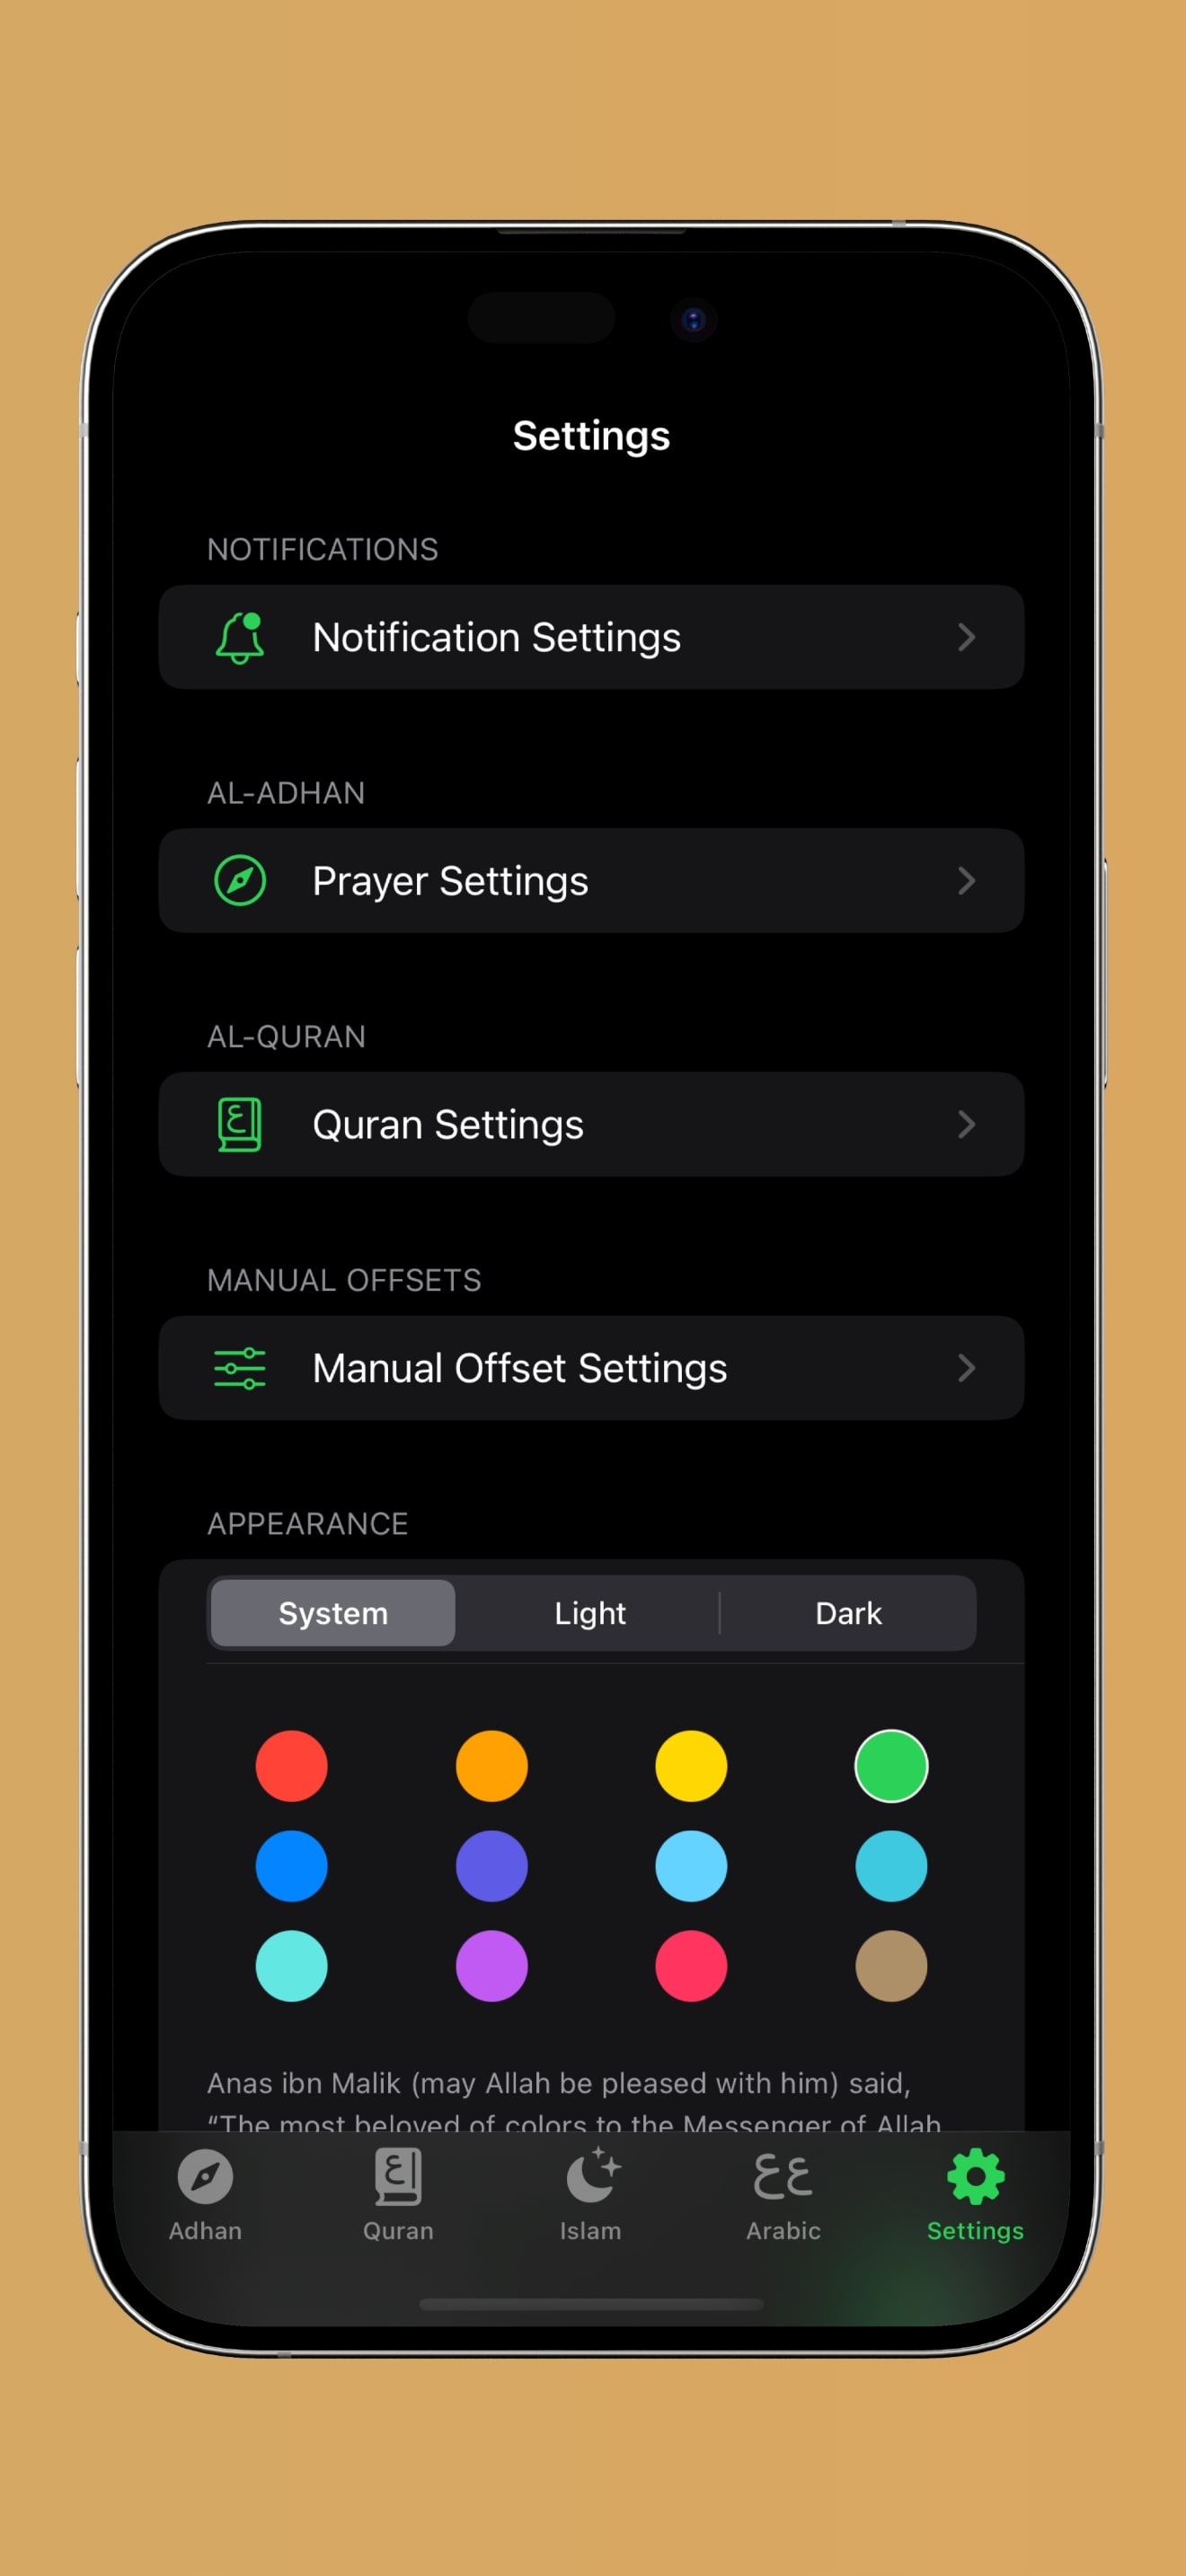 Settings
NOTIFICATIONS
Notification Settings
AL-ADHAN
Prayer Settings
AL-QURAN
Quran Settings
MANUAL OFFSETS
Manual Offset Settings
APPEARANCE
System Light Dark
Anas ibn Malik (may Allah be pleased with him) said,
“The most beloved of colors to the Messenger of Allah
ع ع ع ع
Adhan Quran Islam Arabic Settings